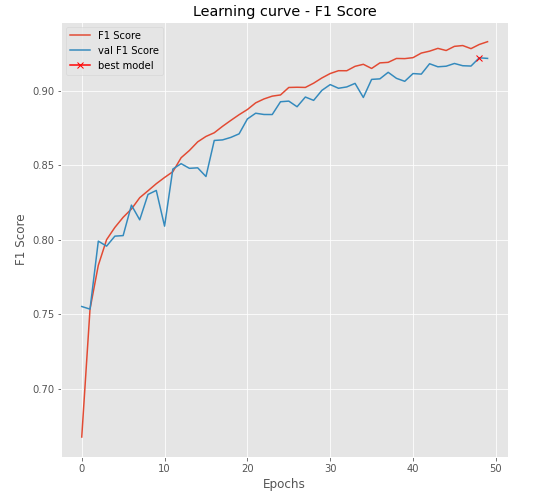 Learning curve - F1 Score
F1 Score
val F1 Score
best model
0.90
0.85
0.80
0.75
0.70
F1 Score
0 10 20 30 40 50
Epochs